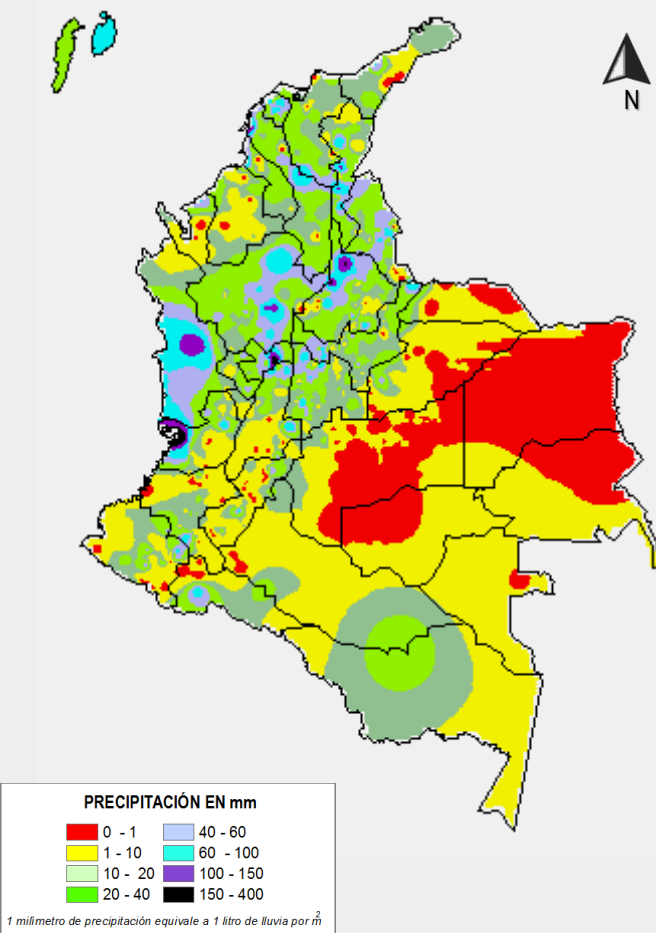 N
PRECIPITACIÓN EN mm
0 - 1
40 - 60
1 - 10
60 - 100
10 - 20
100 - 150
20 - 40
150 - 400
1 milímetro de precipitación equivale a 1 litro de lluvia por m²